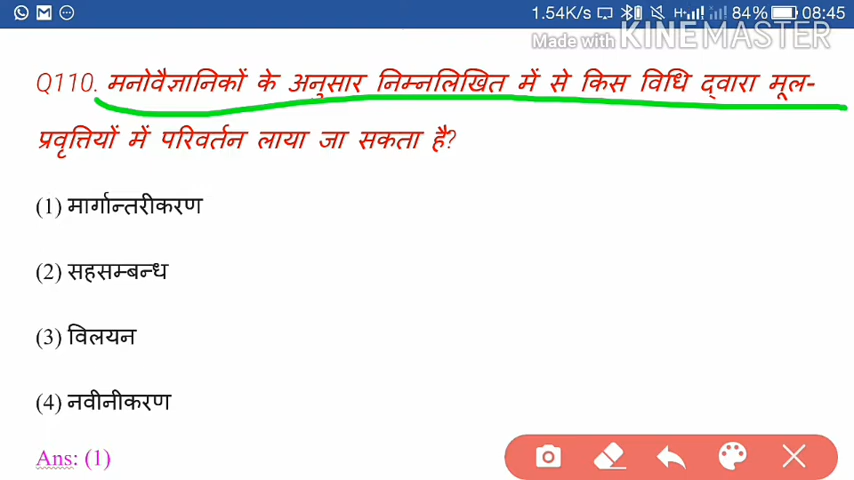 1.54K/s 84% 08:45
Made with KINEMASTER
Q110. मनोवैज्ञानिकों के अनुसार निम्नलिखित में से किस विधि द्वारा मूल-
प्रवृत्तियों में परिवर्तन लाया जा सकता है?
(1) मार्गान्तरीकरण
(2) सहसम्बन्ध
(3) विलयन
(4) नवीनीकरण
Ans: (1)